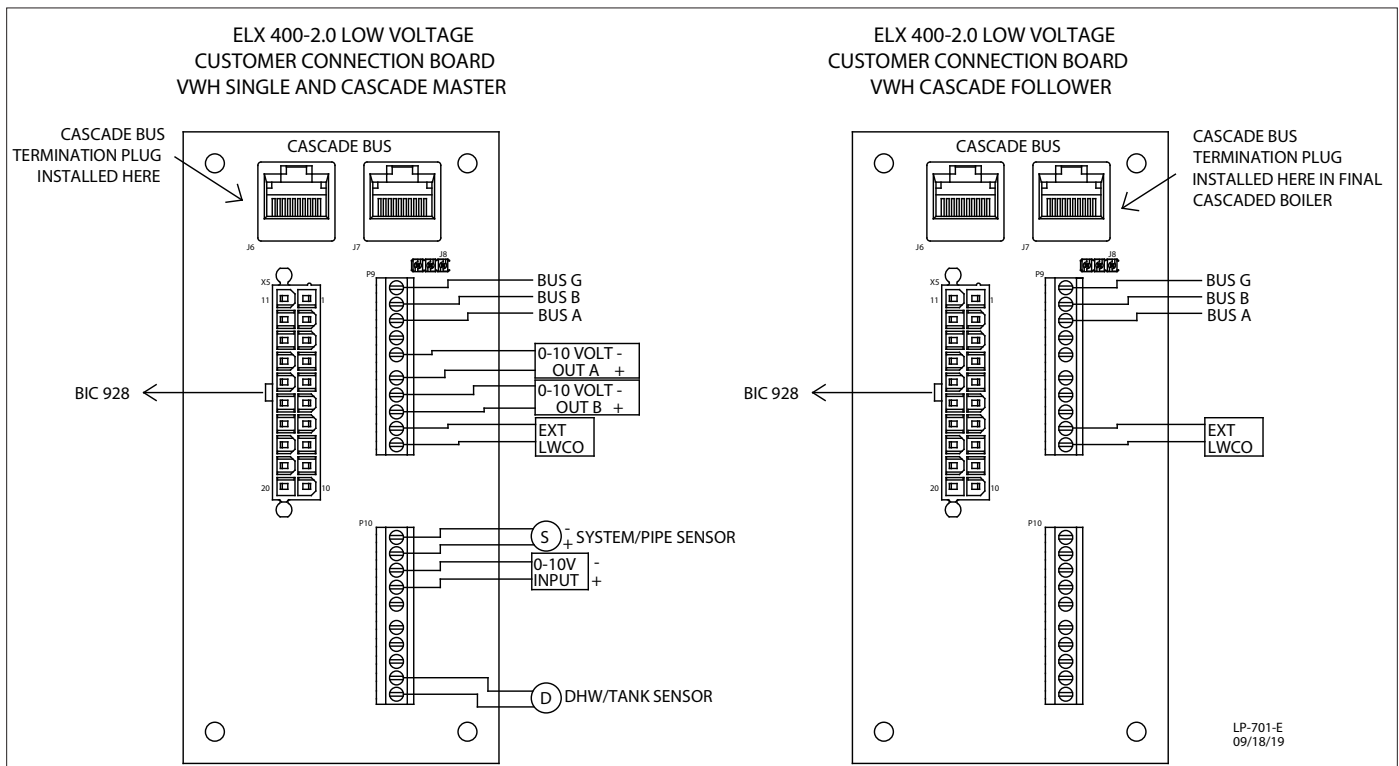 ELX 400-2.0 LOW VOLTAGE
CUSTOMER CONNECTION BOARD
VWH SINGLE AND CASCADE MASTER
CASCADE BUS
TERMINATION PLUG
INSTALLED HERE
CASCADE BUS
J6
J7
J8
X5
P9
11
1
BUS G
BUS B
BUS A
0-10 VOLT -
OUT A +
0-10 VOLT -
OUT B +
EXT
LWCO
BIC 928
20
10
P10
S
-
+
SYSTEM/PIPE SENSOR
0-10V -
INPUT +
D
DHW/TANK SENSOR
ELX 400-2.0 LOW VOLTAGE
CUSTOMER CONNECTION BOARD
VWH CASCADE FOLLOWER
CASCADE BUS
CASCADE BUS
TERMINATION PLUG
INSTALLED HERE IN FINAL
CASCADED BOILER
J6
J7
J8
X5
P9
11
1
BUS G
BUS B
BUS A
BIC 928
EXT
LWCO
20
10
P10
LP-701-E
09/18/19